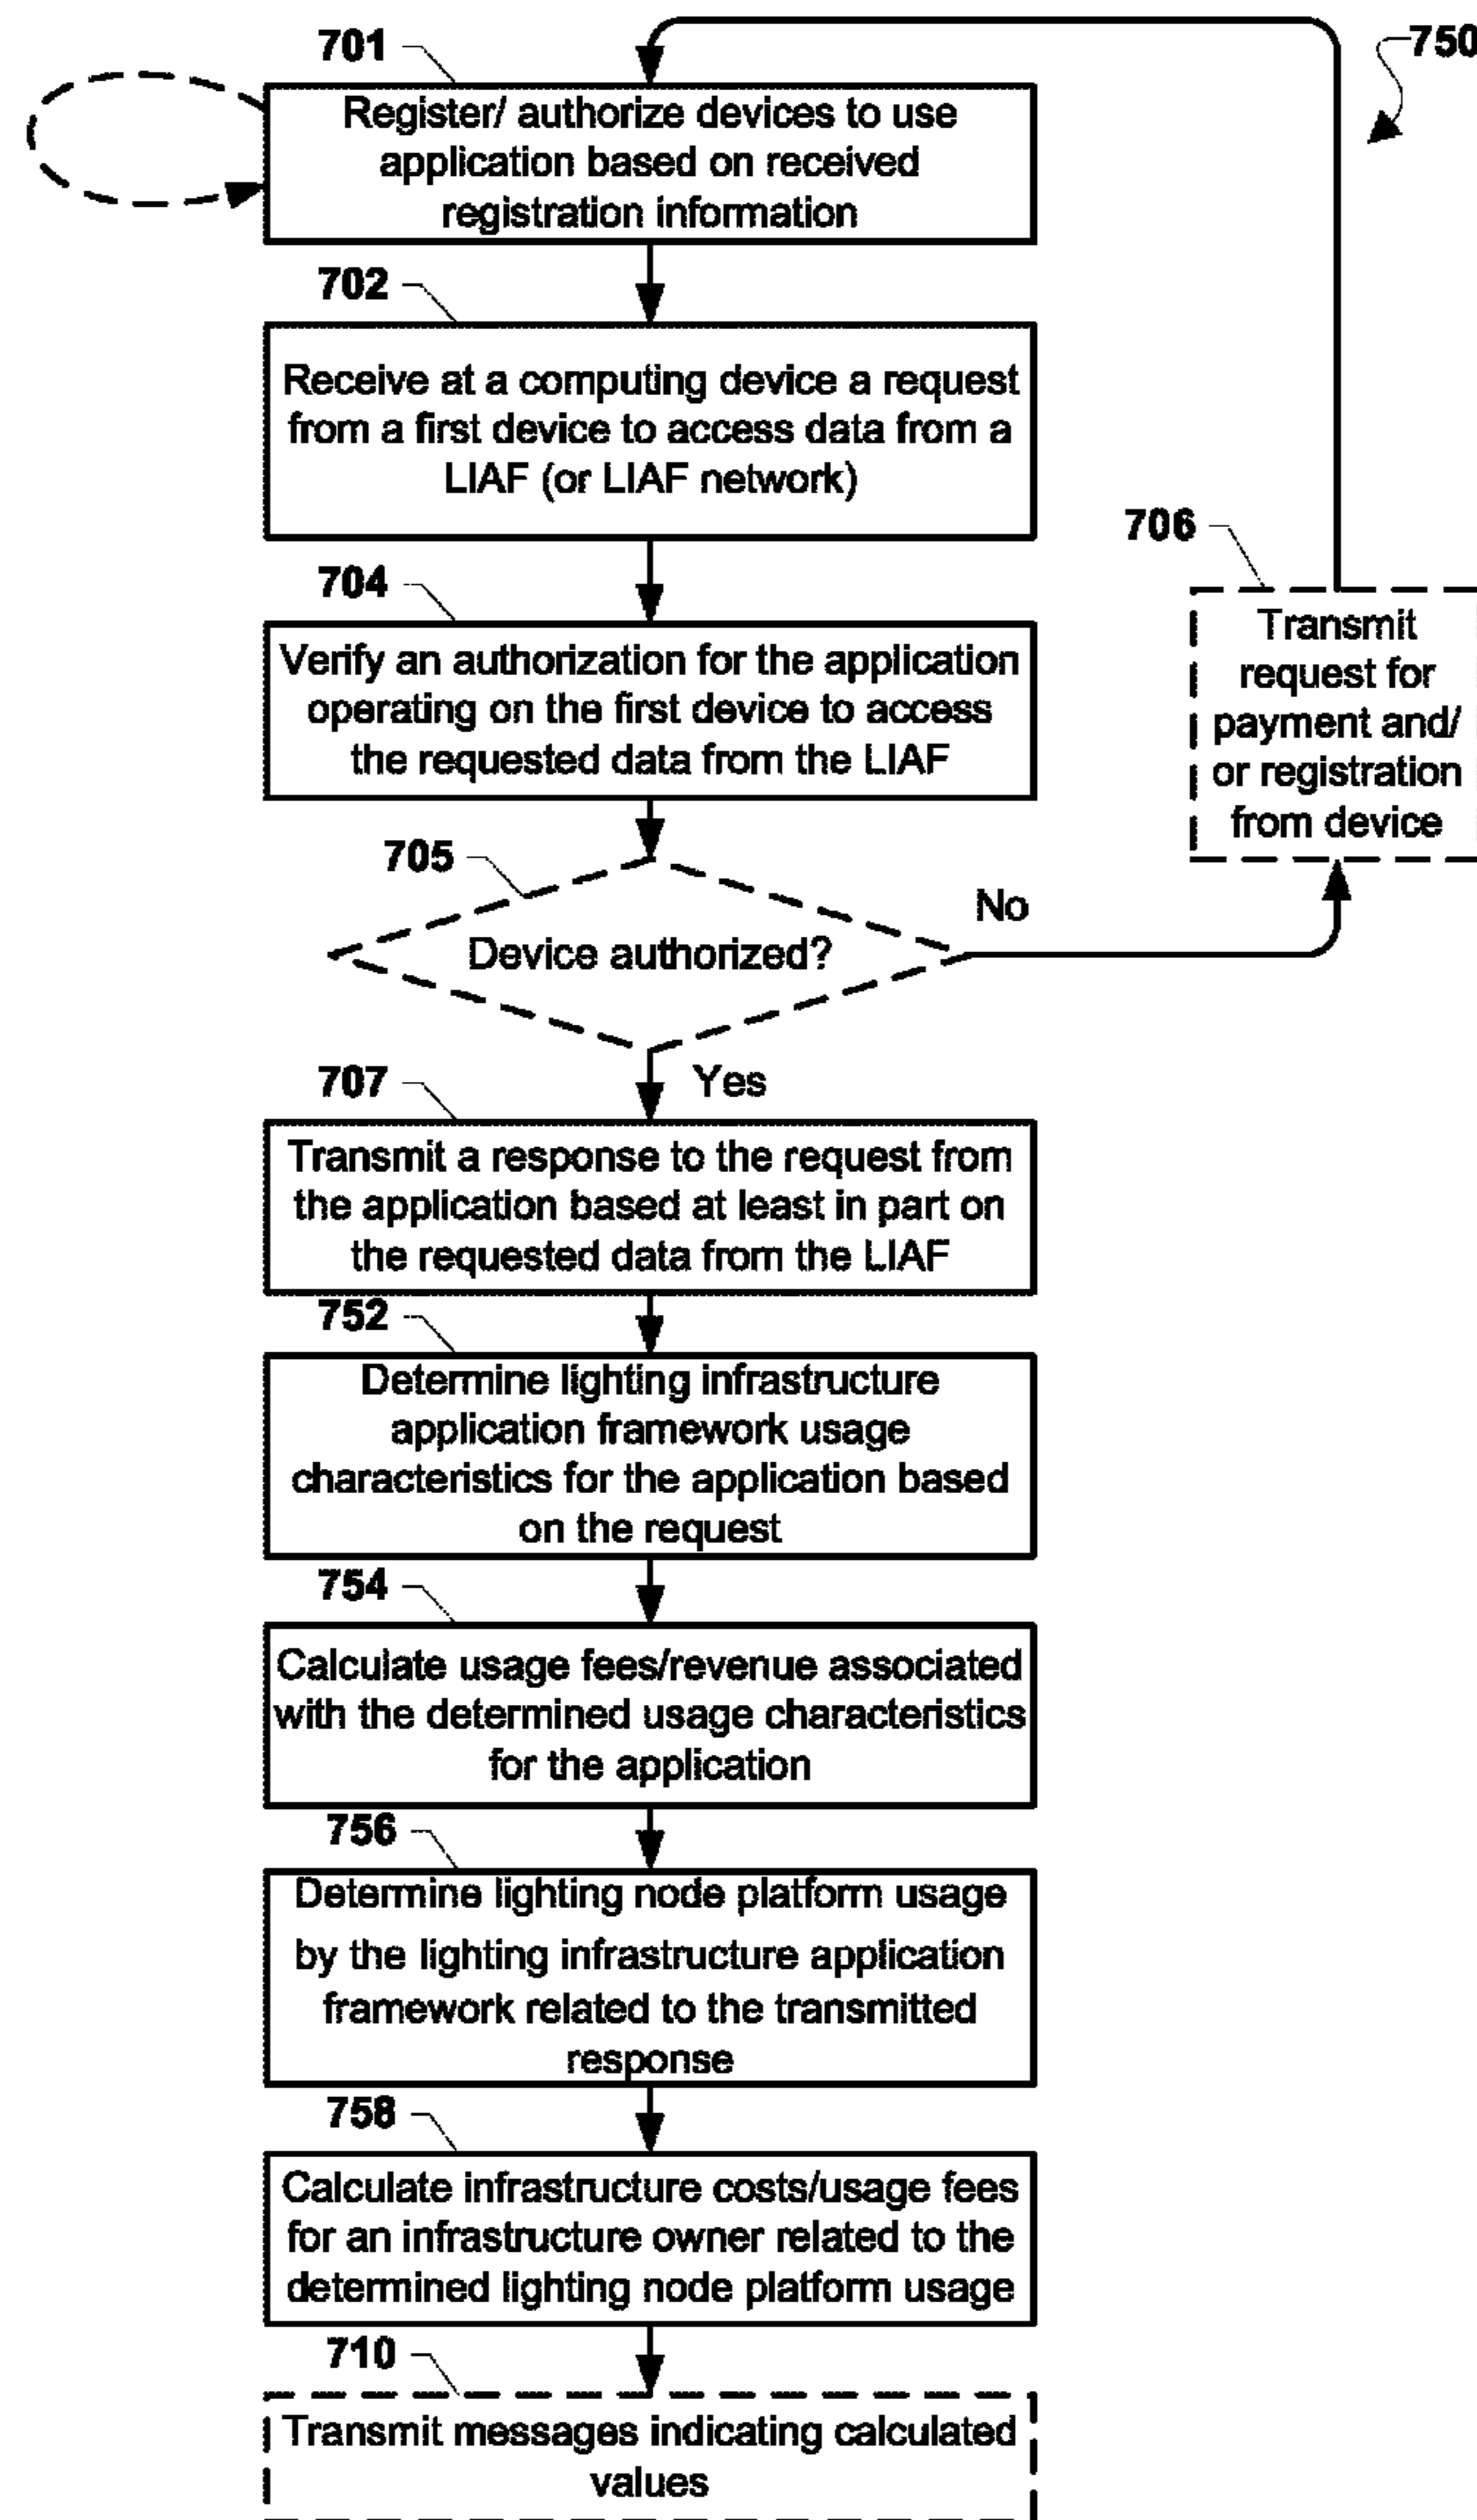 701
750
Register/ authorize devices to use
application based on received
registration information
702
Receive at a computing device a request
from a first device to access data from a
LIAF (or LIAF network)
706
Transmit
request for
payment and/
or registration
from device
704
Verify an authorization for the application
operating on the first device to access
the requested data from the LIAF
705
Device authorized?
No
Yes
707
Transmit a response to the request from
the application based at least in part on
the requested data from the LIAF
752
Determine lighting infrastructure
application framework usage
characteristics for the application based
on the request
754
Calculate usage fees/revenue associated
with the determined usage characteristics
for the application
756
Determine lighting node platform usage
by the lighting infrastructure application
framework related to the transmitted
response
758
Calculate infrastructure costs/usage fees
for an infrastructure owner related to the
determined lighting node platform usage
710
Transmit messages indicating calculated
values